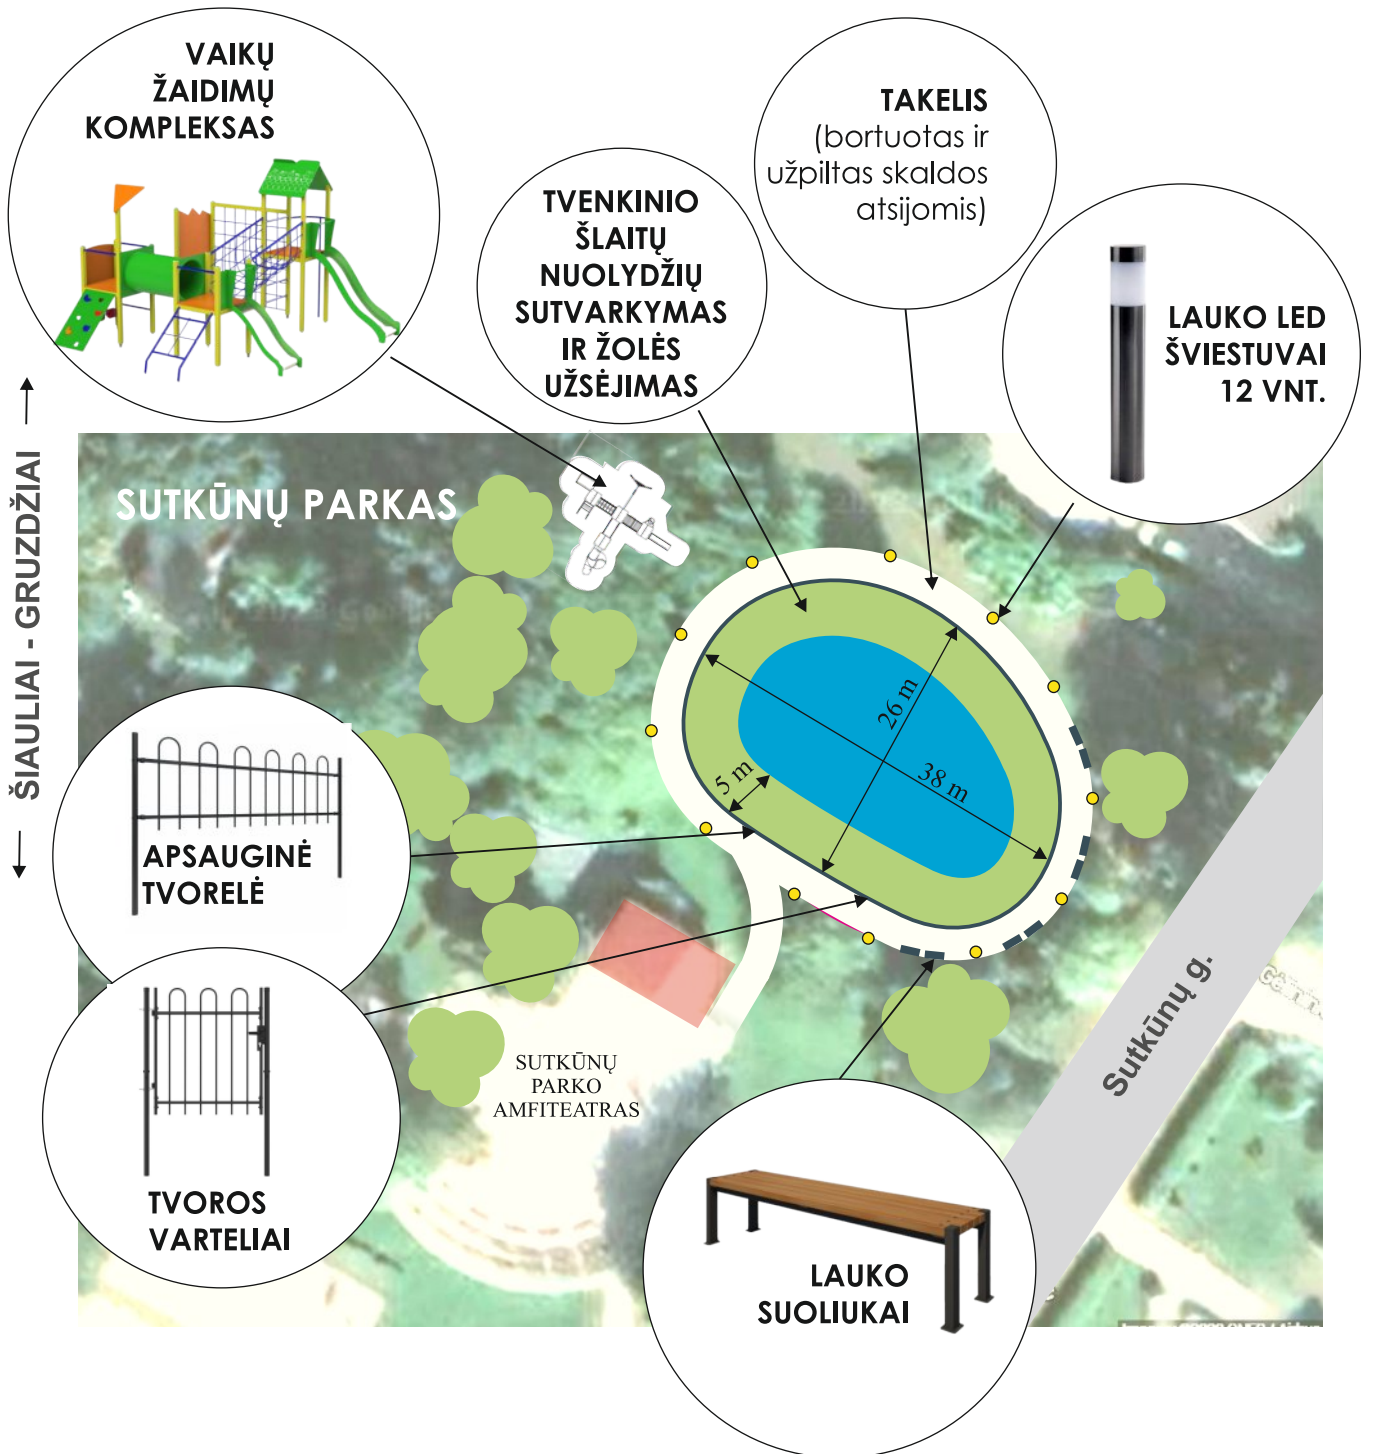 VAIKŲ
ŽAIDIMŲ
KOMPLEKSAS
TAKELIS
(bortuotas ir
užpiltas skaldos
atsijomis)
TVENKINIO
ŠLAITŲ
NUOLYDŽIŲ
SUTVARKYMAS
IR ŽOLĖS
UŽSĖJIMAS
LAUKO LED
ŠVIESTUVAI
12 VNT.
ŠIAULIAI - GRUZDŽIAI
SUTKŪNŲ PARKAS
26 m
38 m
5 m
APSAUGINĖ
TVORELĖ
Sutkūnų g.
SUTKŪNŲ
PARKO
AMFITEATRAS
TVOROS
VARTELIAI
LAUKO
SUOLIUKAI